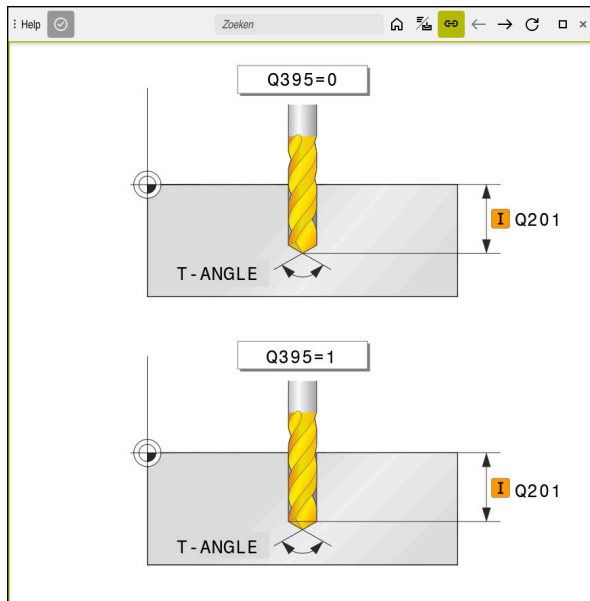 Help
Zoeken
Q395=0
I Q201
T-ANGLE
Q395=1
I Q201
T-ANGLE